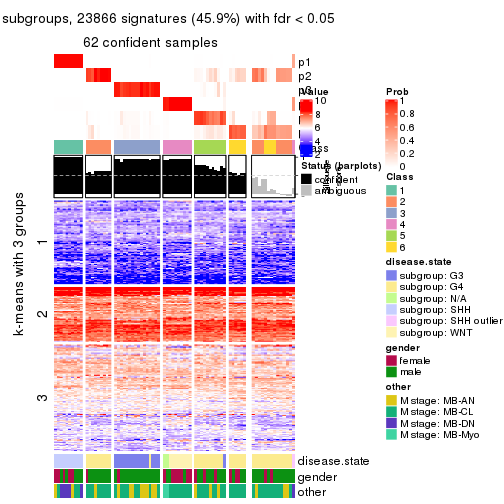 subgroups, 23866 signatures (45.9%) with fdr < 0.05
62 confident samples
p1
p2
Value
10
8
6
4
2
Prob
1
0.8
0.6
0.4
0.2
0
Status (barplots)
confident
ambiguous
Class
1
2
3
4
5
6
k-means with 3 groups
1
2
3
disease.state
subgroup: G3
subgroup: G4
subgroup: N/A
subgroup: SHH
subgroup: SHH outlier
subgroup: WNT
gender
female
male
other
M stage: MB-AN
M stage: MB-CL
M stage: MB-DN
M stage: MB-Myo
disease.state
gender
other